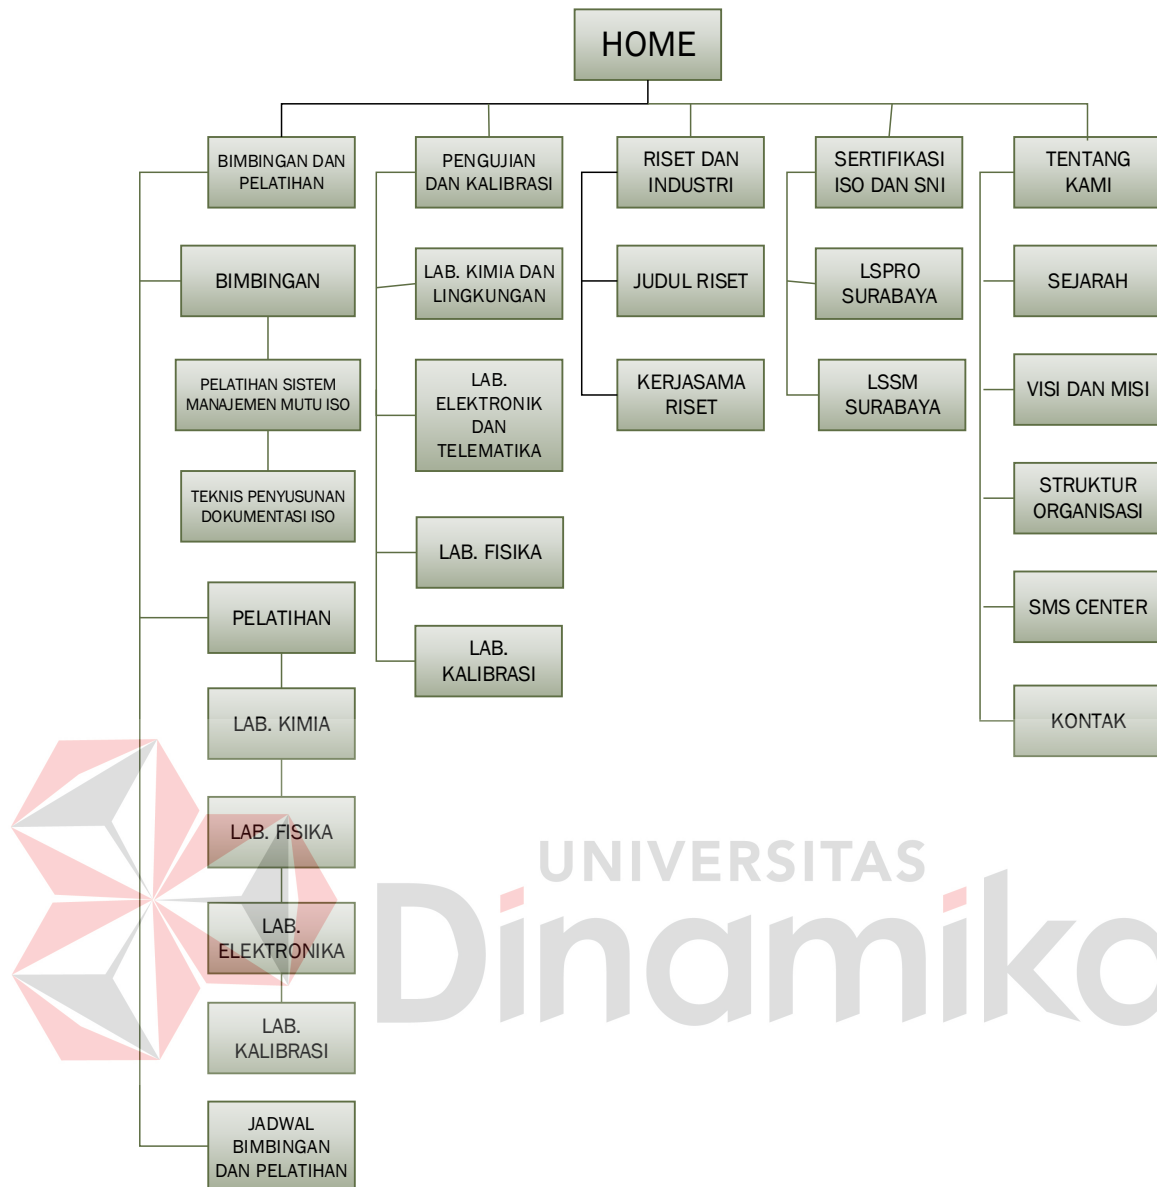 HOME
BIMBINGAN DAN
PELATIHAN
PENGUJIAN
DAN KALIBRASI
RISET DAN
INDUSTRI
SERTIFIKASI
ISO DAN SNI
TENTANG
KAMI
BIMBINGAN
PELATIHAN SISTEM
MANAJEMEN MUTU ISO
TEKNIS PENYUSUNAN
DOKUMENTASI ISO
PELATIHAN
LAB. KIMIA
LAB. FISIKA
LAB.
ELEKTRONIKA
LAB.
KALIBRASI
JADWAL
BIMBINGAN
DAN PELATIHAN
LAB. KIMIA DAN
LINGKUNGAN
LAB.
ELEKTRONIK
DAN
TELEMATIKA
LAB. FISIKA
LAB.
KALIBRASI
JUDUL RISET
KERJASAMA
RISET
LSPRO
SURABAYA
LSSM
SURABAYA
SEJARAH
VISI DAN MISI
STRUKTUR
ORGANISASI
SMS CENTER
KONTAK
UNIVERSITAS
Dinamika